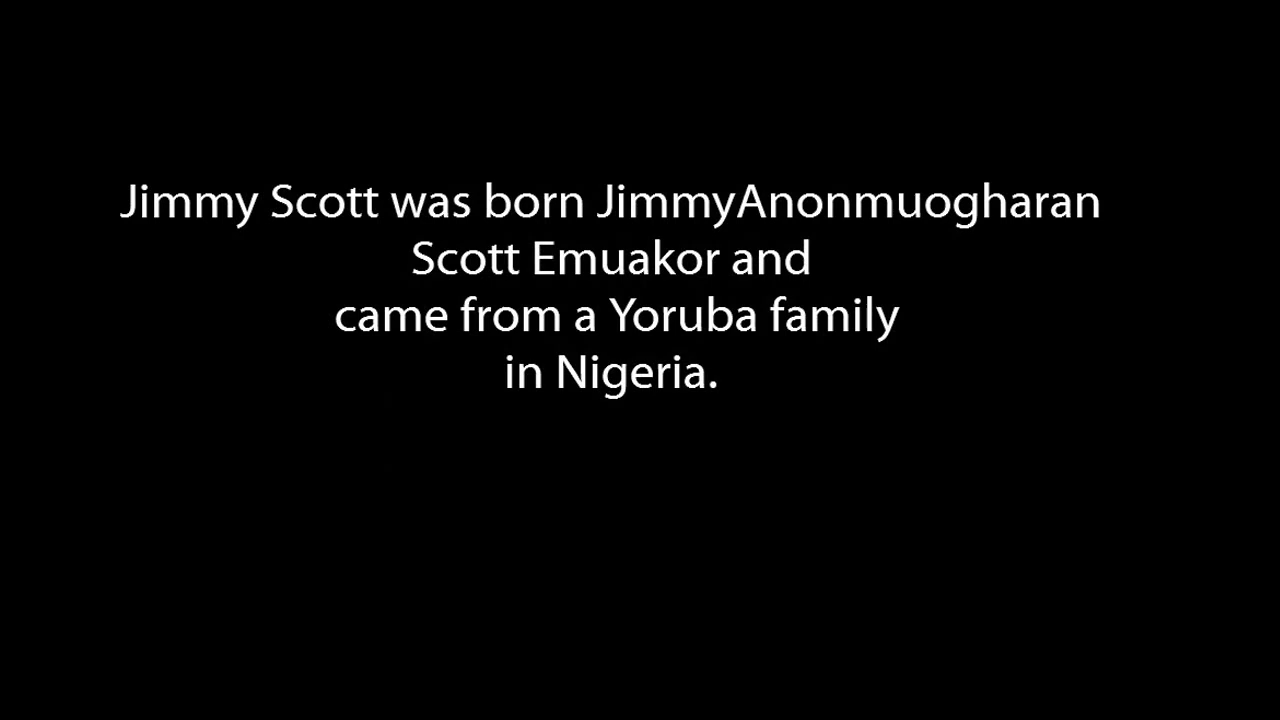 Jimmy Scott was born JimmyAnonmuogharan
Scott Emuakor and
came from a Yoruba family
in Nigeria.